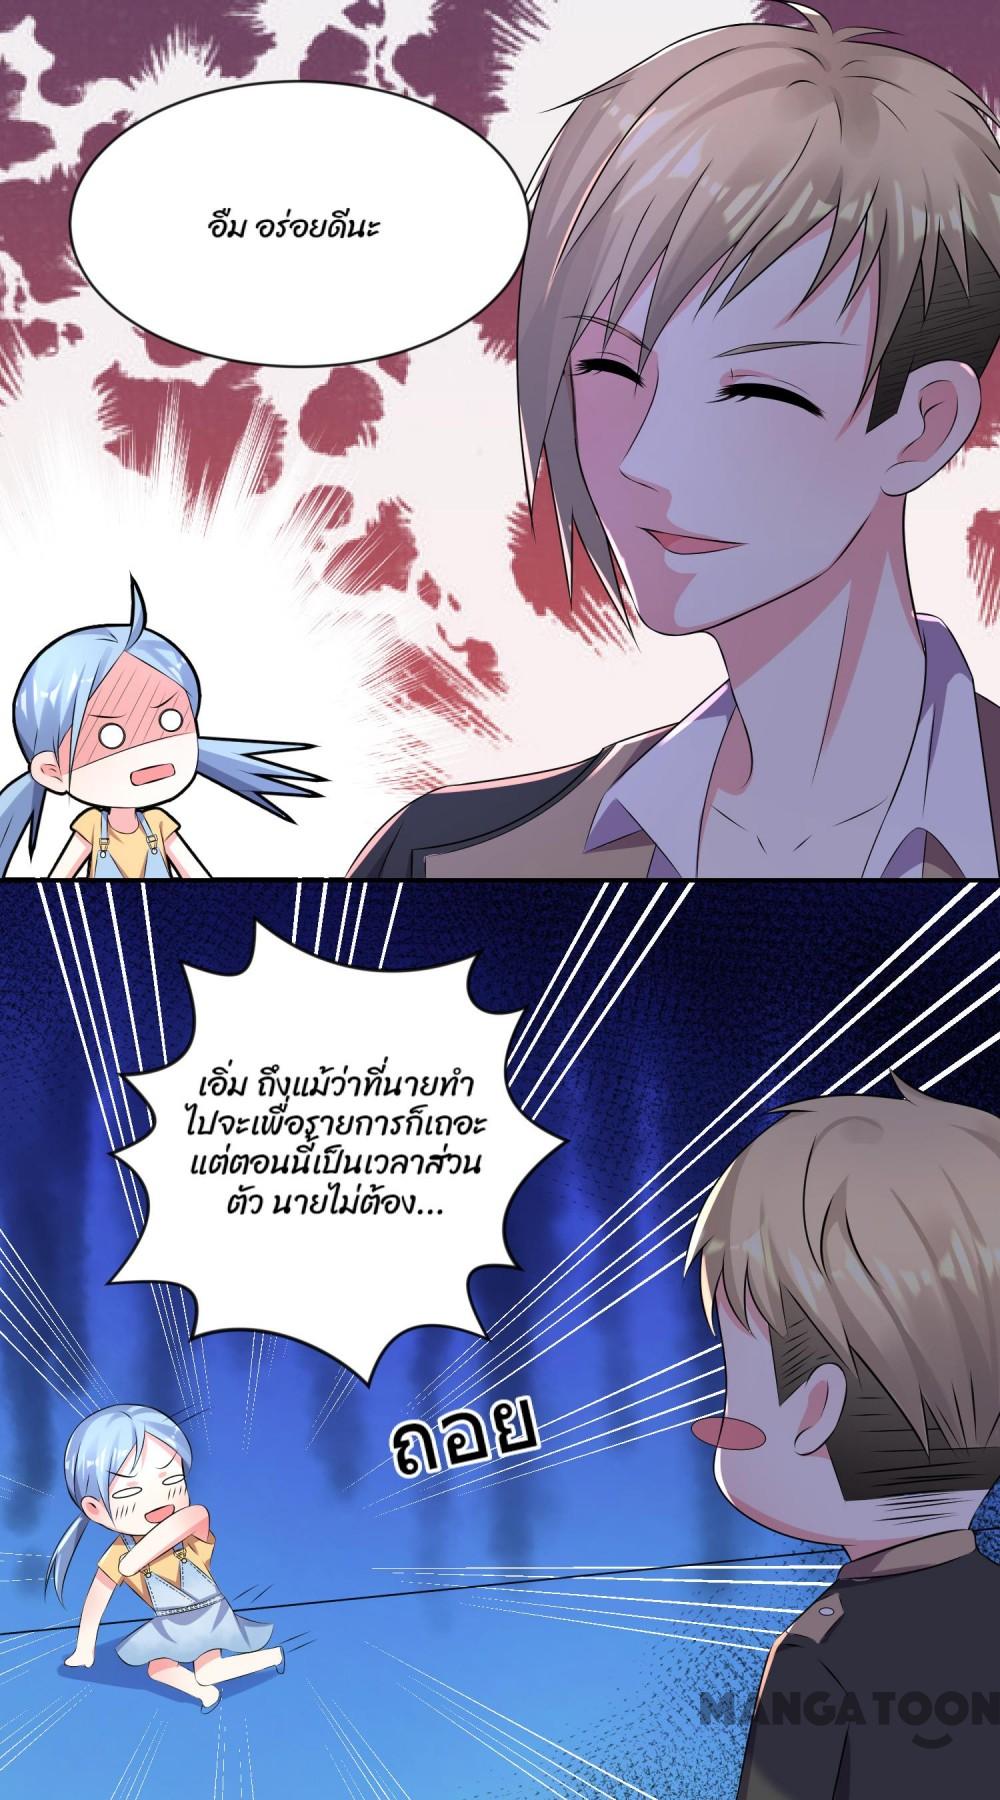 อืม อร่อยดีนะ
เอิ่ม ถึงแม้ว่าที่นายทำ
ไปจะเพื่อรายการก็เถอะ
แต่ตอนนี้เป็นเวลาส่วน
ตัว นายไม่ต้อง...
ถอย
MANGA TOON